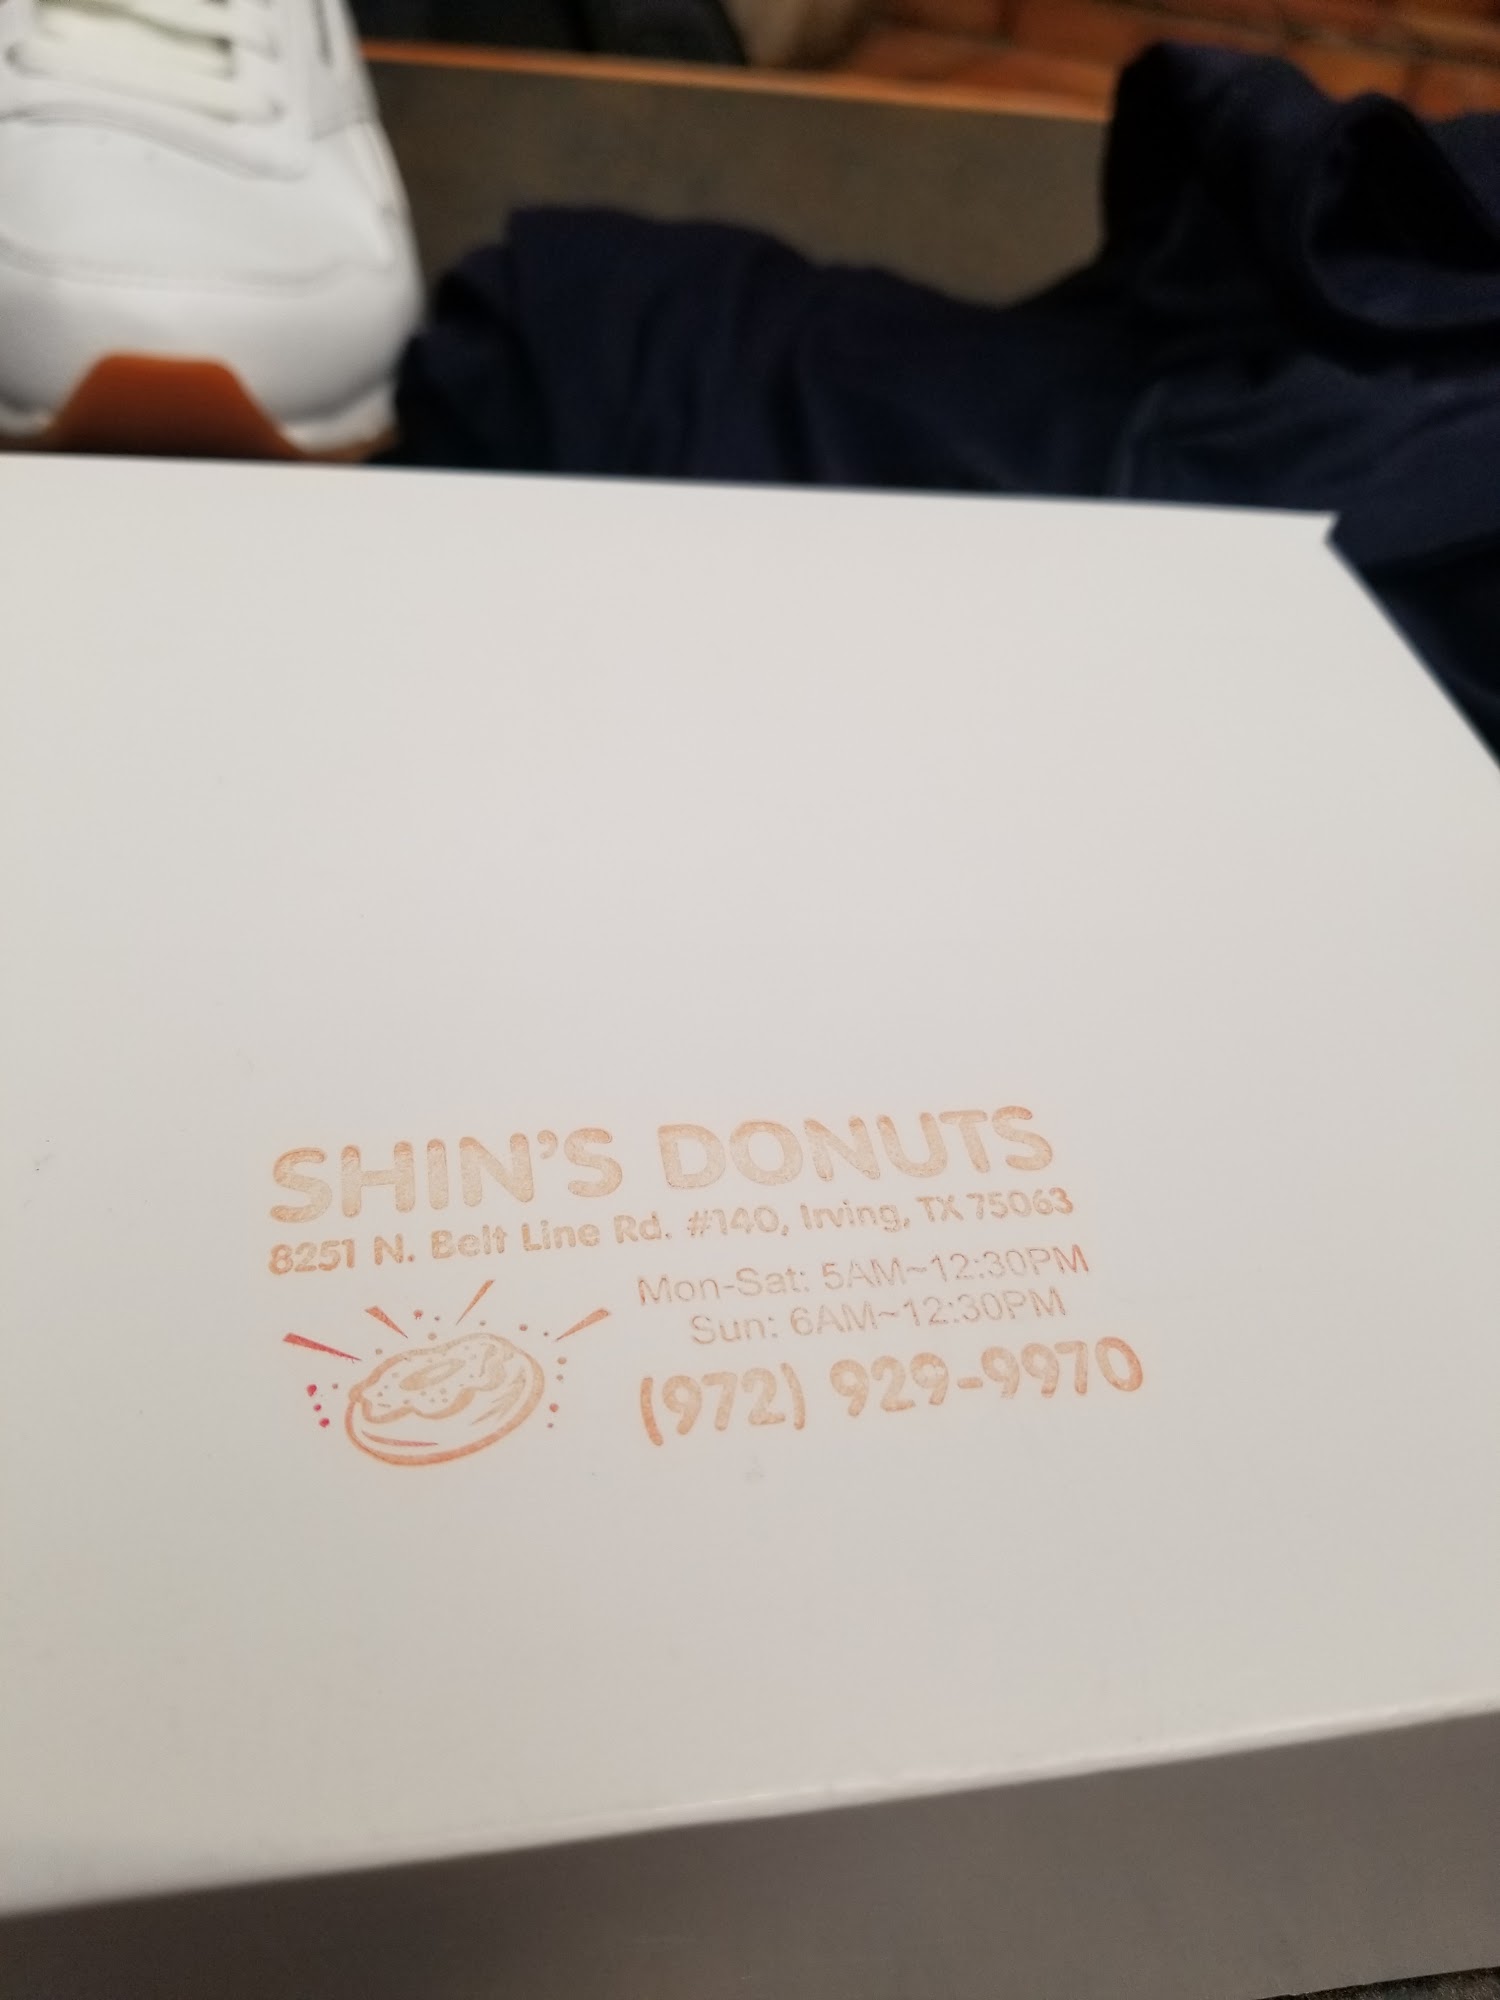 SHIN'S DONUTS
8251 N. Belt Line Rd. #140, Irving, TX 75063
Mon-Sat: 5AM~12:30PM
Sun: 6AM~12:30PM
(972) 929-9970